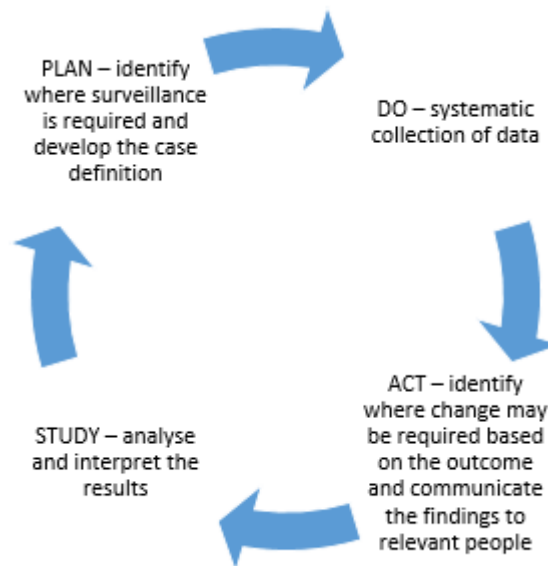 PLAN – identify
where surveillance
is required and
develop the case
definition
DO – systematic
collection of data
ACT – identify
where change may
be required based
on the outcome
and communicate
the findings to
relevant people
STUDY – analyse
and interpret the
results